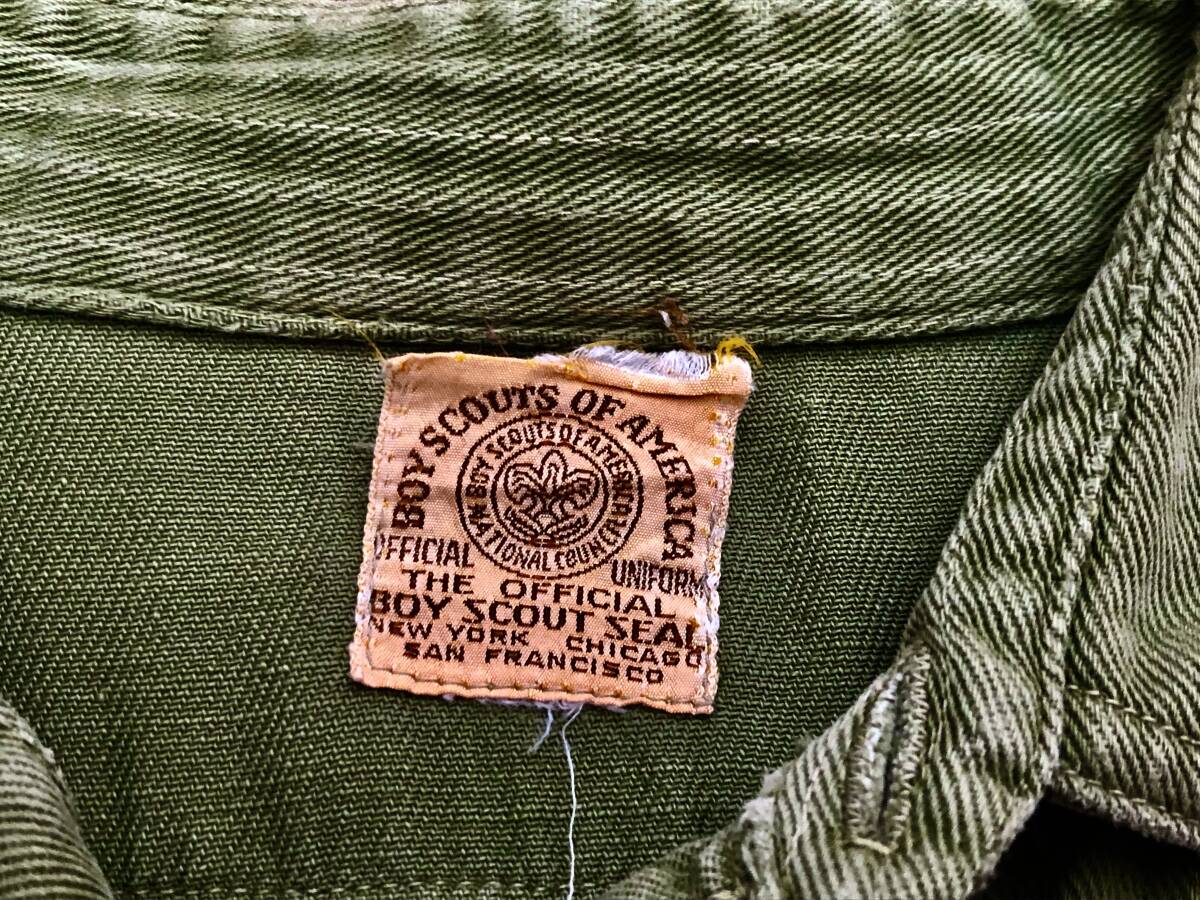 BOY SCOUTS OF AMERICA
BOY SCOUTS OF AMERICA
NATIONAL COUNCIL
OFFICIAL UNIFORM
THE OFFICIAL
BOY SCOUT SEAL
NEW YORK CHICAGO
SAN FRANCISCO